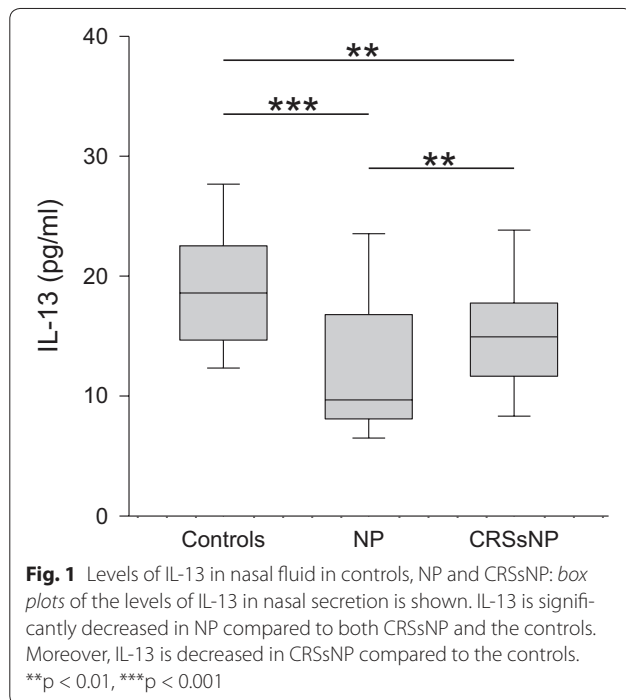 40
**
***
30
**
20
10
0
IL-13 (pg/ml)
Controls NP CRSsNP
Fig. 1 Levels of IL-13 in nasal fluid in controls, NP and CRSsNP: box
plots of the levels of IL-13 in nasal secretion is shown. IL-13 is signifi-
cantly decreased in NP compared to both CRSsNP and the controls.
Moreover, IL-13 is decreased in CRSsNP compared to the controls.
**p < 0.01, ***p < 0.001